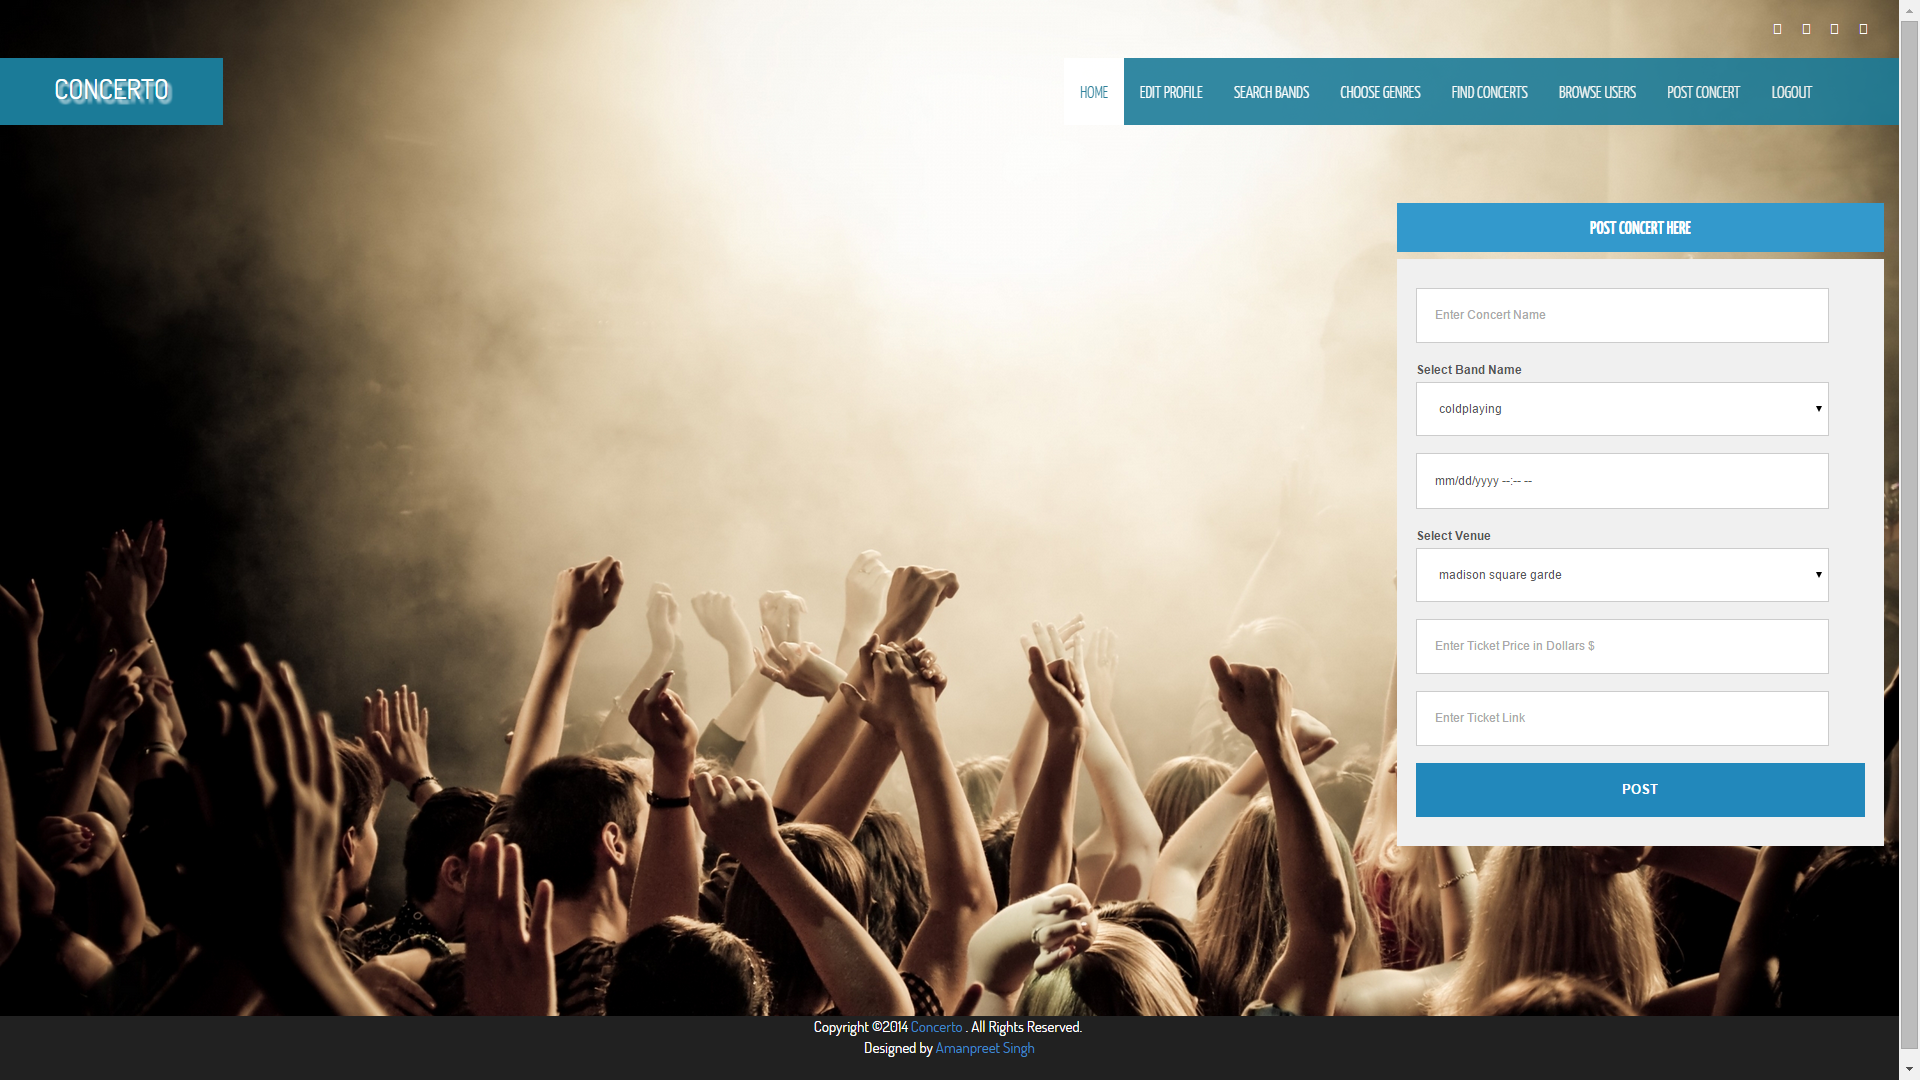 CONCERTO
HOME EDIT PROFILE SEARCH BANDS CHOOSE GENRES FIND CONCERTS BROWSE USERS POST CONCERT LOGOUT
POST CONCERT HERE
Enter Concert Name
Select Band Name
coldplaying
mm/dd/yyyy --:-- --
Select Venue
madison square garde
Enter Ticket Price in Dollars $
Enter Ticket Link
POST
Copyright ©2014 Concerto . All Rights Reserved.
Designed by Amanpreet Singh